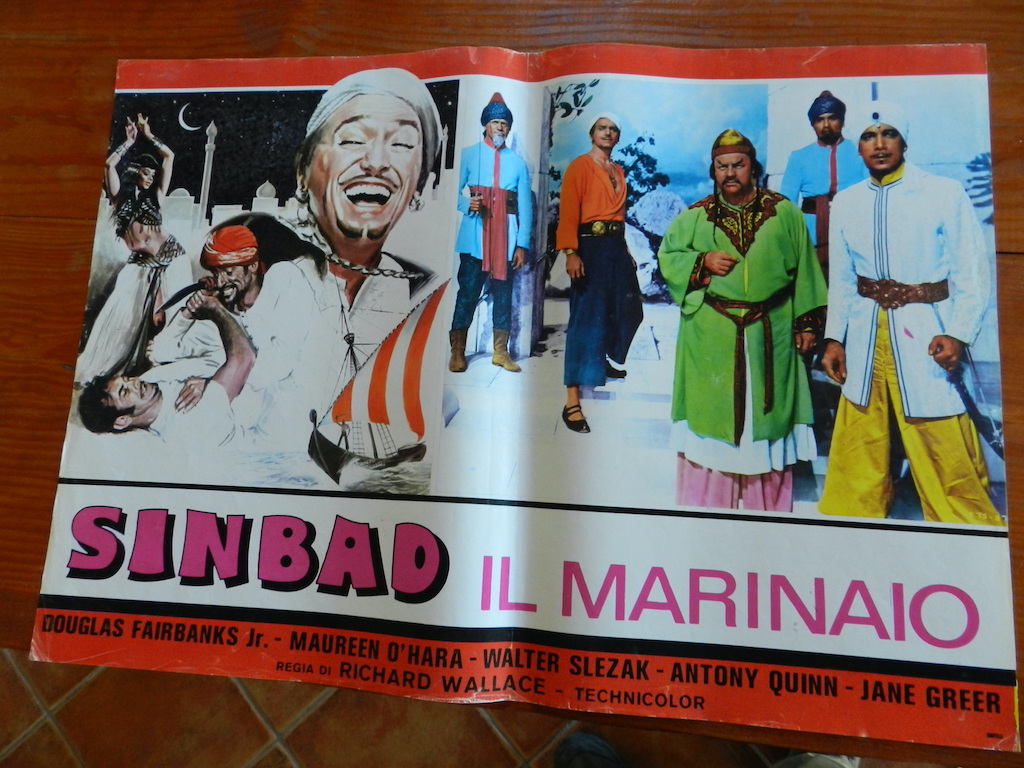 SINBAD IL MARINAIO
DOUGLAS FAIRBANKS Jr. - MAUREEN O'HARA - WALTER SLEZAK - ANTONY QUINN - JANE GREER
REGIA DI RICHARD WALLACE - TECHNICOLOR